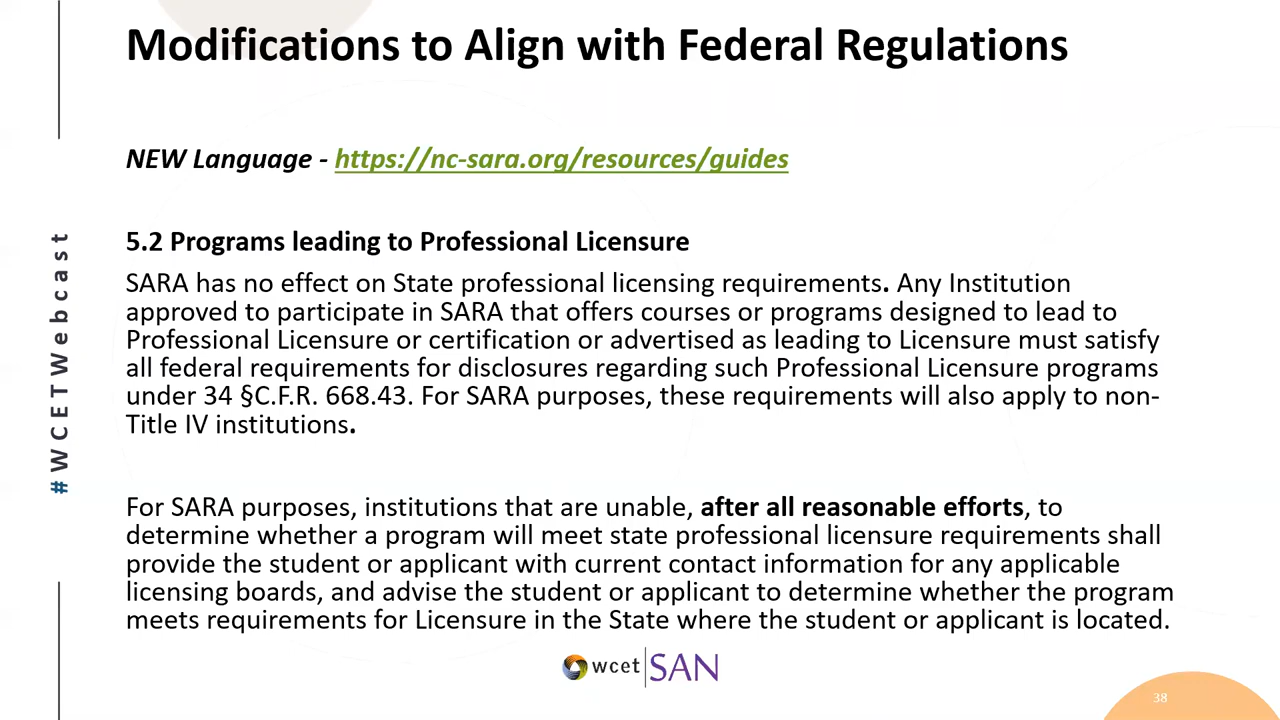 Modifications to Align with Federal Regulations
NEW Language - https://nc-sara.org/resources/guides
#WCETWebcast
5.2 Programs leading to Professional Licensure
SARA has no effect on State professional licensing requirements. Any Institution
approved to participate in SARA that offers courses or programs designed to lead to
Professional Licensure or certification or advertised as leading to Licensure must satisfy
all federal requirements for disclosures regarding such Professional Licensure programs
under 34 §C.F.R. 668.43. For SARA purposes, these requirements will also apply to non-
Title IV institutions.
For SARA purposes, institutions that are unable, after all reasonable efforts, to
determine whether a program will meet state professional licensure requirements shall
provide the student or applicant with current contact information for any applicable
licensing boards, and advise the student or applicant to determine whether the program
meets requirements for Licensure in the State where the student or applicant is located.
wcet SAN
38